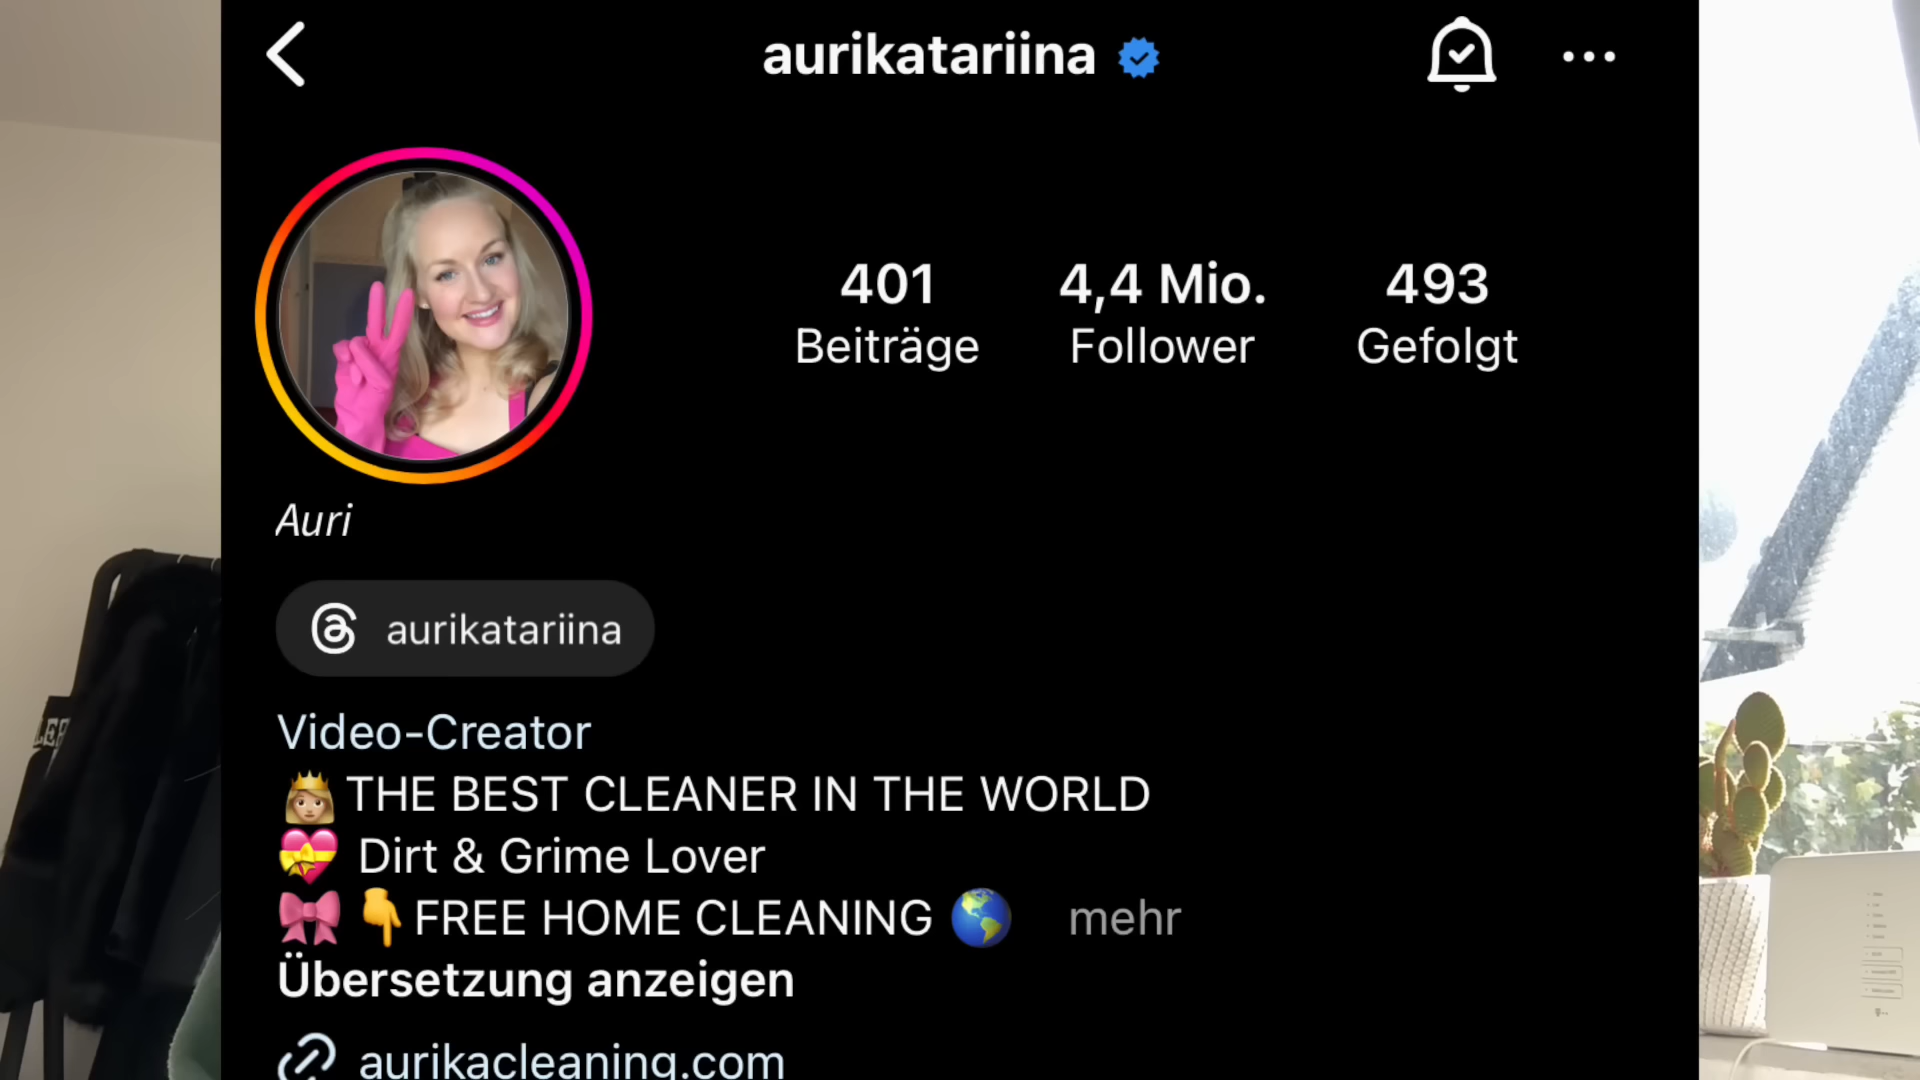 aurikatariina
401 4,4 Mio. 493
Beiträge Follower Gefolgt
Auri
aurikatariina
Video-Creator
THE BEST CLEANER IN THE WORLD
Dirt & Grime Lover
FREE HOME CLEANING mehr
Übersetzung anzeigen
aurikacleaning.com